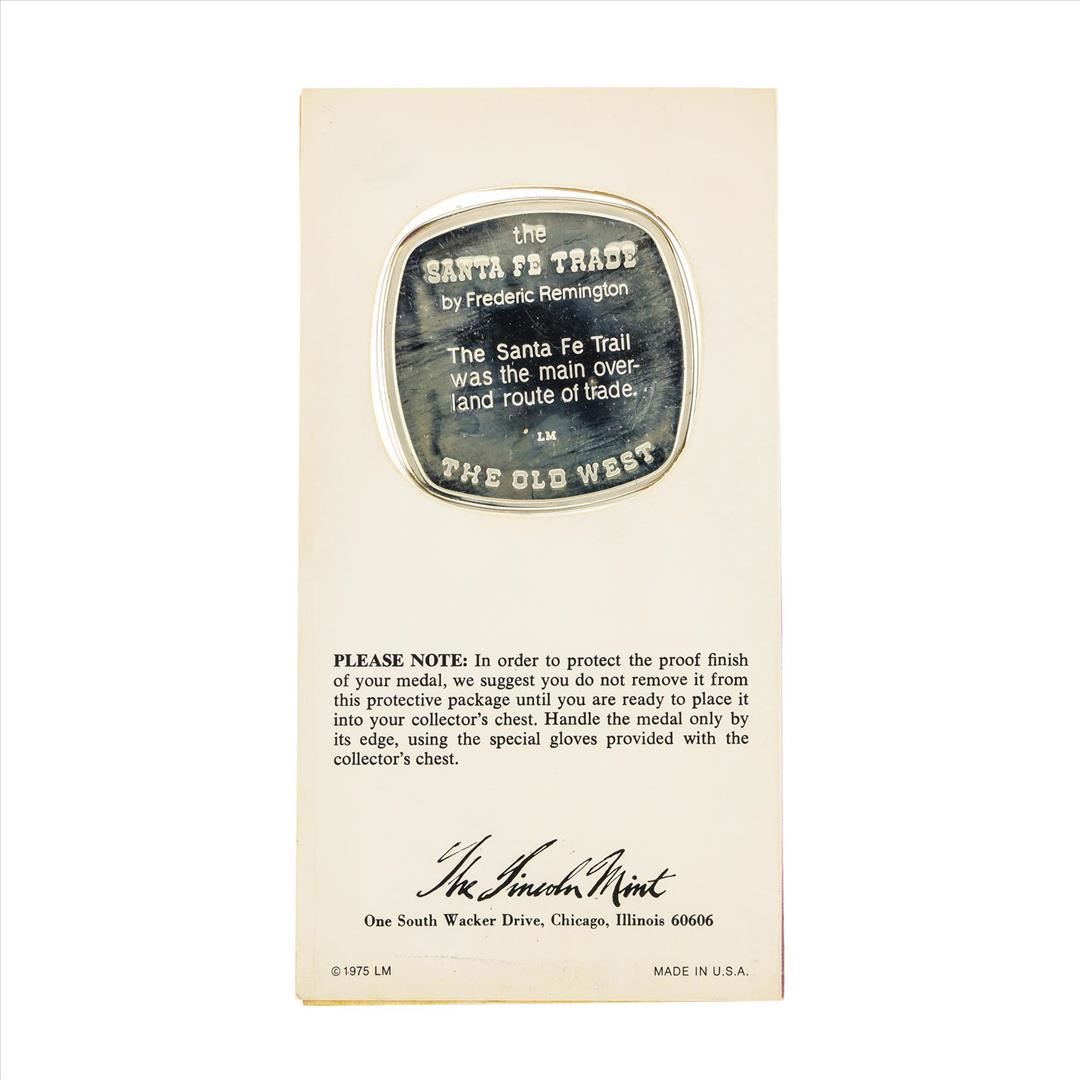 the
SANTA FE TRADE
by Frederic Remington
The Santa Fe Trail
was the main over-
land route of trade.
LM
THE OLD WEST
PLEASE NOTE: In order to protect the proof finish
of your medal, we suggest you do not remove it from
this protective package until you are ready to place it
into your collector's chest. Handle the medal only by
its edge, using the special gloves provided with the
collector's chest.
The Lincoln Mint
One South Wacker Drive, Chicago, Illinois 60606
©1975 LM
MADE IN U.S.A.